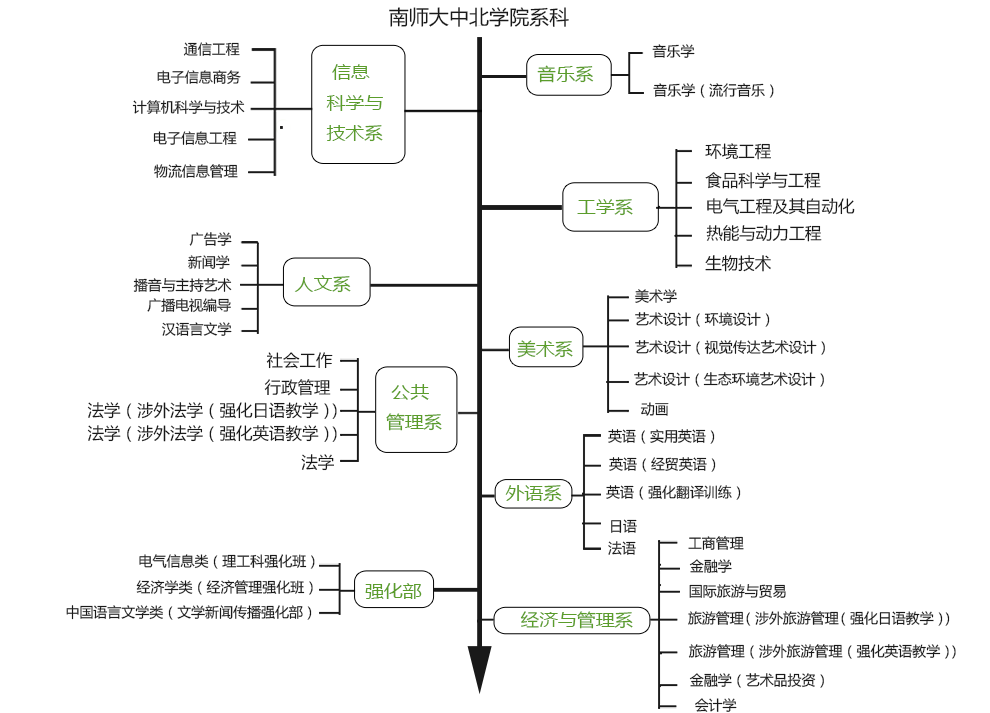 南师大中北学院系科
信息
科学与
技术系
通信工程
电子信息商务
计算机科学与技术
电子信息工程
物流信息管理
人文系
广告学
新闻学
播音与主持艺术
广播电视编导
汉语言文学
公共
管理系
社会工作
行政管理
法学（涉外法学（强化日语教学））
法学（涉外法学（强化英语教学））
法学
强化部
电气信息类（理工科强化班）
经济学类（经济管理强化班）
中国语言文学类（文学新闻传播强化部）
音乐系
音乐学
音乐学（流行音乐）
工学系
环境工程
食品科学与工程
电气工程及其自动化
热能与动力工程
生物技术
美术系
美术学
艺术设计（环境设计）
艺术设计（视觉传达艺术设计）
艺术设计（生态环境艺术设计）
动画
外语系
英语（实用英语）
英语（经贸英语）
英语（强化翻译训练）
日语
法语
经济与管理系
工商管理
金融学
国际旅游与贸易
旅游管理（涉外旅游管理（强化日语教学））
旅游管理（涉外旅游管理（强化英语教学））
金融学（艺术品投资）
会计学